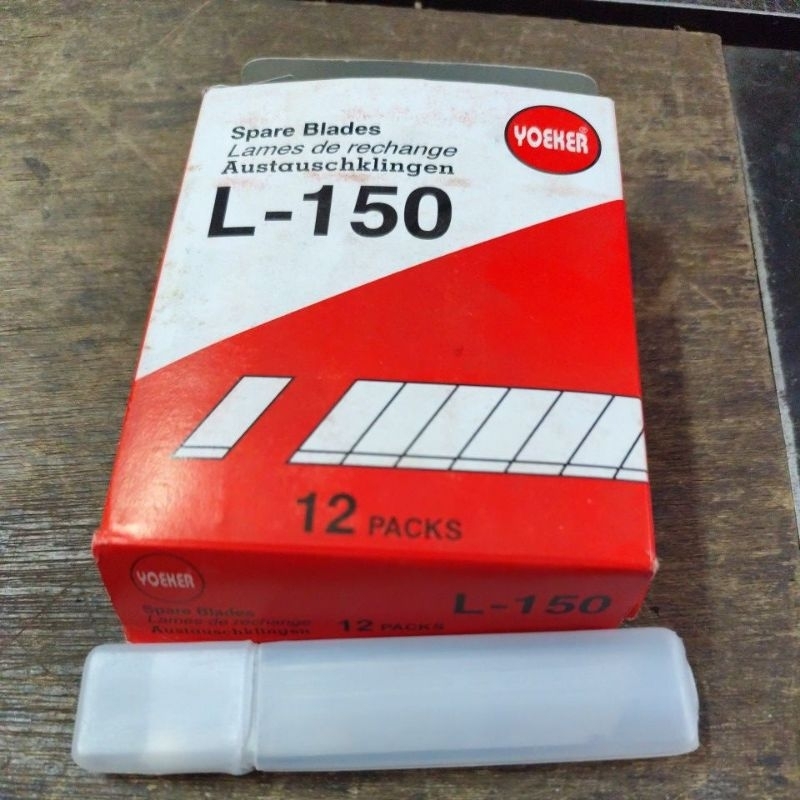 Spare Blades
Lames de rechange
Austauschklingen
L-150
YOEKER®
12 PACKS
YOEKER
Spare Blades
Lames de rechange
Austauschklingen
12 PACKS
L-150